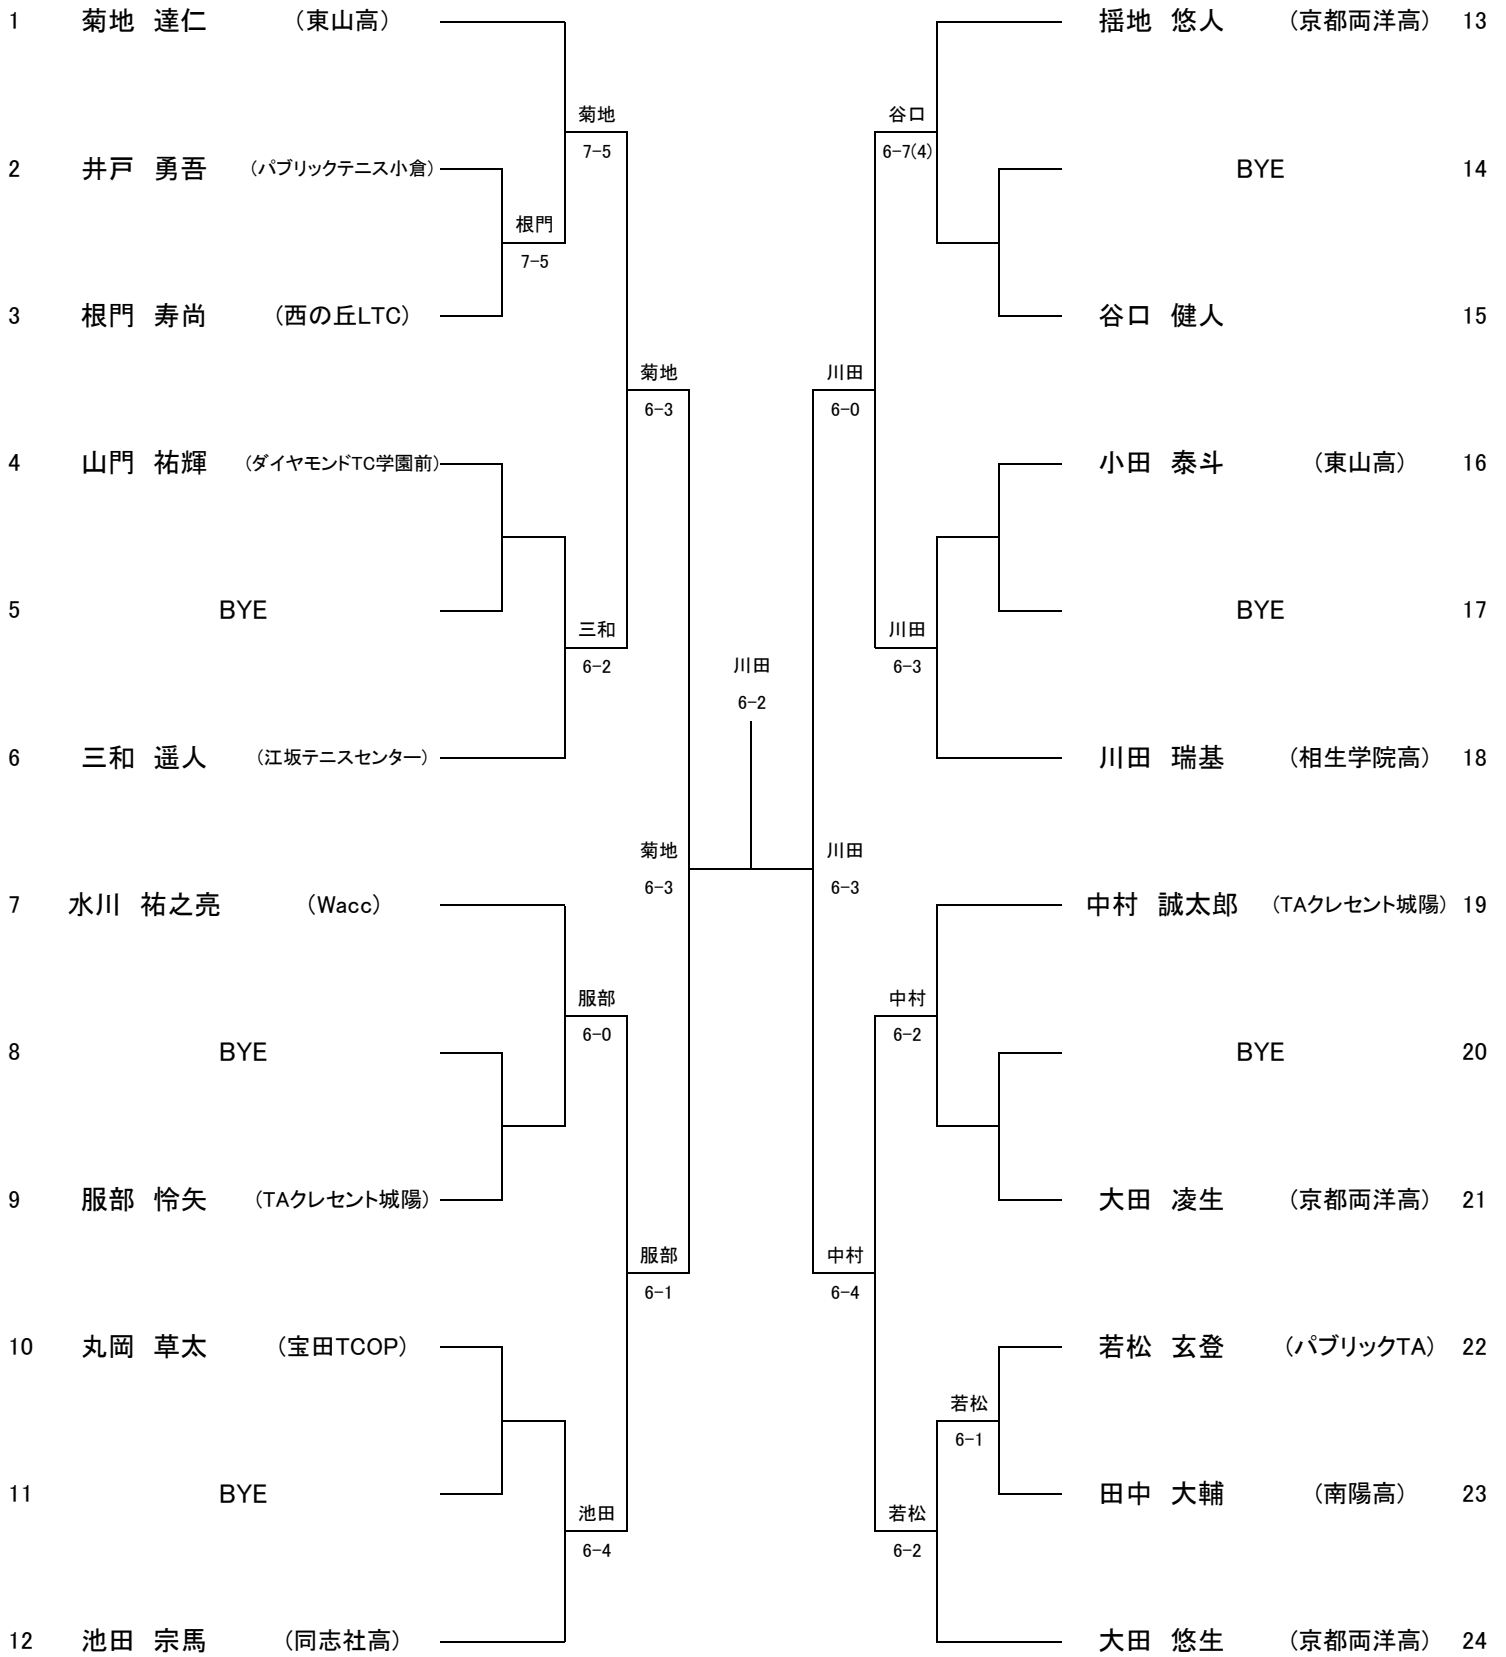 1 菊地 達仁 (東山高) 揺地 悠人 (京都両洋高) 13
菊地 谷口
2 井戸 勇吾 (パブリックテニス小倉) 7-5 6-7(4) BYE 14
根門
7-5
3 根門 寿尚 (西の丘LTC) 谷口 健人 15
菊地 川田
6-3 6-0
4 山門 祐輝 (ダイヤモンドTC学園前) 小田 泰斗 (東山高) 16
5 BYE BYE 17
三和 川田
6-2 川田 6-3
6-2
6 三和 遥人 (江坂テニスセンター) 川田 瑞基 (相生学院高) 18
菊地 川田
6-3 6-3
7 水川 祐之亮 (Wacc) 中村 誠太郎 (TAクレセント城陽) 19
服部 中村
6-0 6-2
8 BYE BYE 20
9 服部 怜矢 (TAクレセント城陽) 大田 凌生 (京都両洋高) 21
服部 中村
6-1 6-4
10 丸岡 草太 (宝田TCOP) 若松 玄登 (パブリックTA) 22
若松
6-1
11 BYE 田中 大輔 (南陽高) 23
池田 若松
6-4 6-2
12 池田 宗馬 (同志社高) 大田 悠生 (京都両洋高) 24